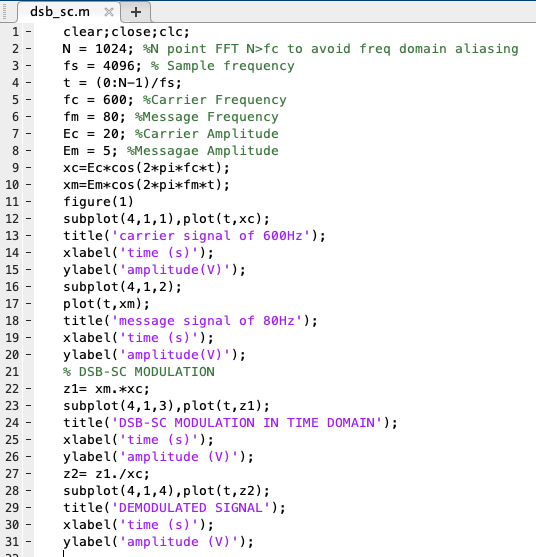 dsb_sc.m × +
1 - clear;close;clc;
2 - N = 1024; %N point FFT N>fc to avoid freq domain aliasing
3 - fs = 4096; % Sample frequency
4 - t = (0:N-1)/fs;
5 - fc = 600; %Carrier Frequency
6 - fm = 80; %Message Frequency
7 - Ec = 20; %Carrier Amplitude
8 - Em = 5; %Messagae Amplitude
9 - xc=Ec*cos(2*pi*fc*t);
10 - xm=Em*cos(2*pi*fm*t);
11 - figure(1)
12 - subplot(4,1,1),plot(t,xc);
13 - title('carrier signal of 600Hz');
14 - xlabel('time (s)');
15 - ylabel('amplitude(V)');
16 - subplot(4,1,2);
17 - plot(t,xm);
18 - title('message signal of 80Hz');
19 - xlabel('time (s)');
20 - ylabel('amplitude(V)');
21 % DSB-SC MODULATION
22 - z1= xm.*xc;
23 - subplot(4,1,3),plot(t,z1);
24 - title('DSB-SC MODULATION IN TIME DOMAIN');
25 - xlabel('time (s)');
26 - ylabel('amplitude (V)');
27 - z2= z1./xc;
28 - subplot(4,1,4),plot(t,z2);
29 - title('DEMODULATED SIGNAL');
30 - xlabel('time (s)');
31 - ylabel('amplitude (V)');